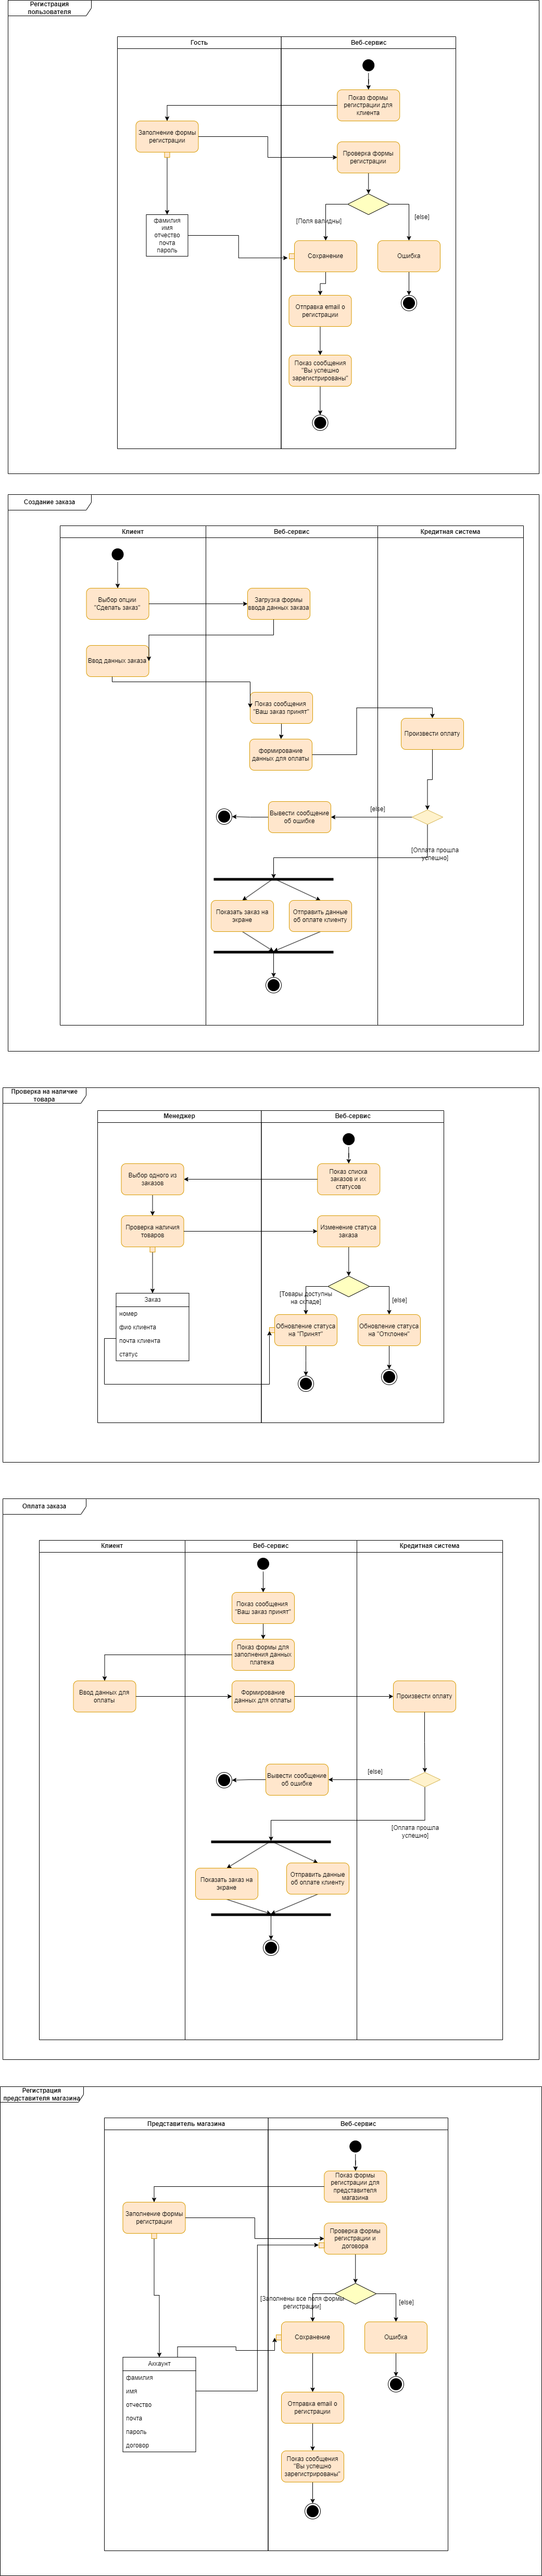 Регистрация
пользователя
Гость
Веб-сервис
Показ формы
регистрации для
клиента
Заполнение формы
регистрации
Проверка формы
регистрации
фамилия
имя
отчество
почта
пароль
[Поля валидны]
[else]
Сохранение
Ошибка
Отправка email о
регистрации
Показ сообщения
"Вы успешно
зарегистрированы"
Создание заказа
Клиент
Веб-сервис
Кредитная система
Выбор опции
"Сделать заказ"
Загрузка формы
ввода данных заказа
Ввод данных заказа
Показ сообщения
"Ваш заказ принят"
формирование
данных для оплаты
Произвести оплату
[else]
Вывести сообщение
об ошибке
[Оплата прошла
успешно]
Показать заказ на
экране
Отправить данные
об оплате клиенту
Проверка на наличие
товара
Менеджер
Веб-сервис
Выбор одного из
заказов
Показ списка
заказов и их
статусов
Проверка наличия
товаров
Изменение статуса
заказа
Заказ
номер
фио клиента
почта клиента
статус
[Товары доступны
на складе]
[else]
Обновление статуса
на "Принят"
Обновление статуса
на "Отклонен"
Оплата заказа
Клиент
Веб-сервис
Кредитная система
Показ сообщения
"Ваш заказ принят"
Показ формы для
заполнения данных
платежа
Ввод данных для
оплаты
Формирование
данных для оплаты
Произвести оплату
[else]
Вывести сообщение
об ошибке
[Оплата прошла
успешно]
Показать заказ на
экране
Отправить данные
об оплате клиенту
Регистрация
представителя магазина
Представитель магазина
Веб-сервис
Показ формы
регистрации для
представителя
магазина
Заполнение формы
регистрации
Проверка формы
регистрации и
договора
[Заполнены все поля формы
регистрации]
[else]
Сохранение
Ошибка
Аккаунт
фамилия
имя
отчество
почта
пароль
договор
Отправка email о
регистрации
Показ сообщения
"Вы успешно
зарегистрированы"